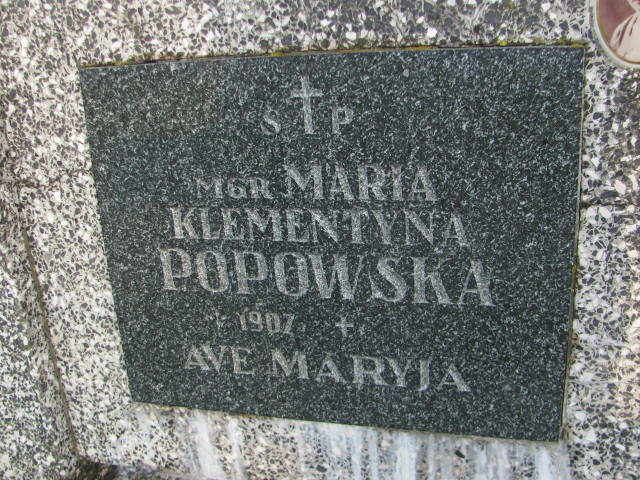 S † P
MGR MARIA
KLEMENTYNA
POPOWSKA
* 1907 +
AVE MARYJA